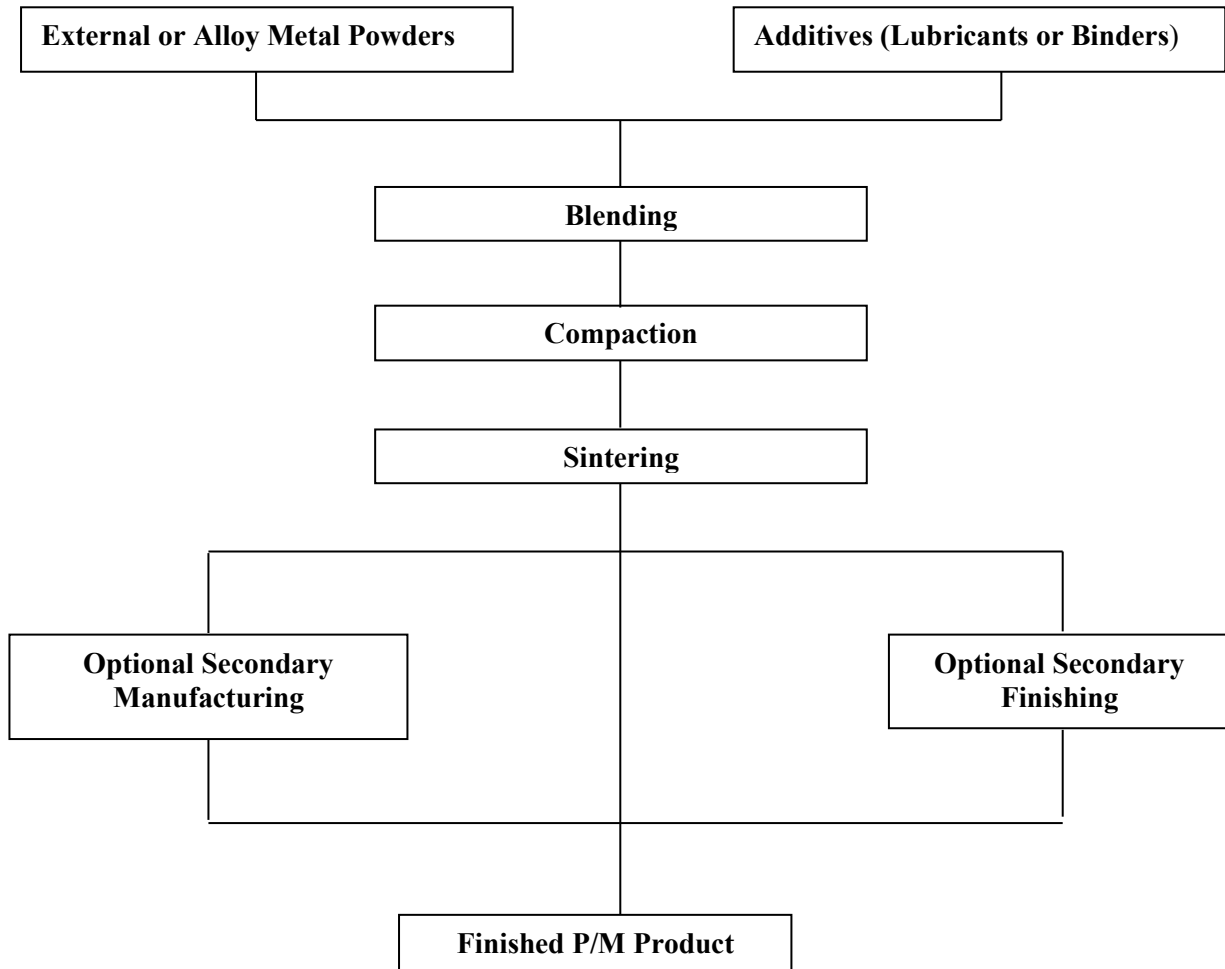 External or Alloy Metal Powders
Additives (Lubricants or Binders)
Blending
Compaction
Sintering
Optional Secondary
Manufacturing
Optional Secondary
Finishing
Finished P/M Product